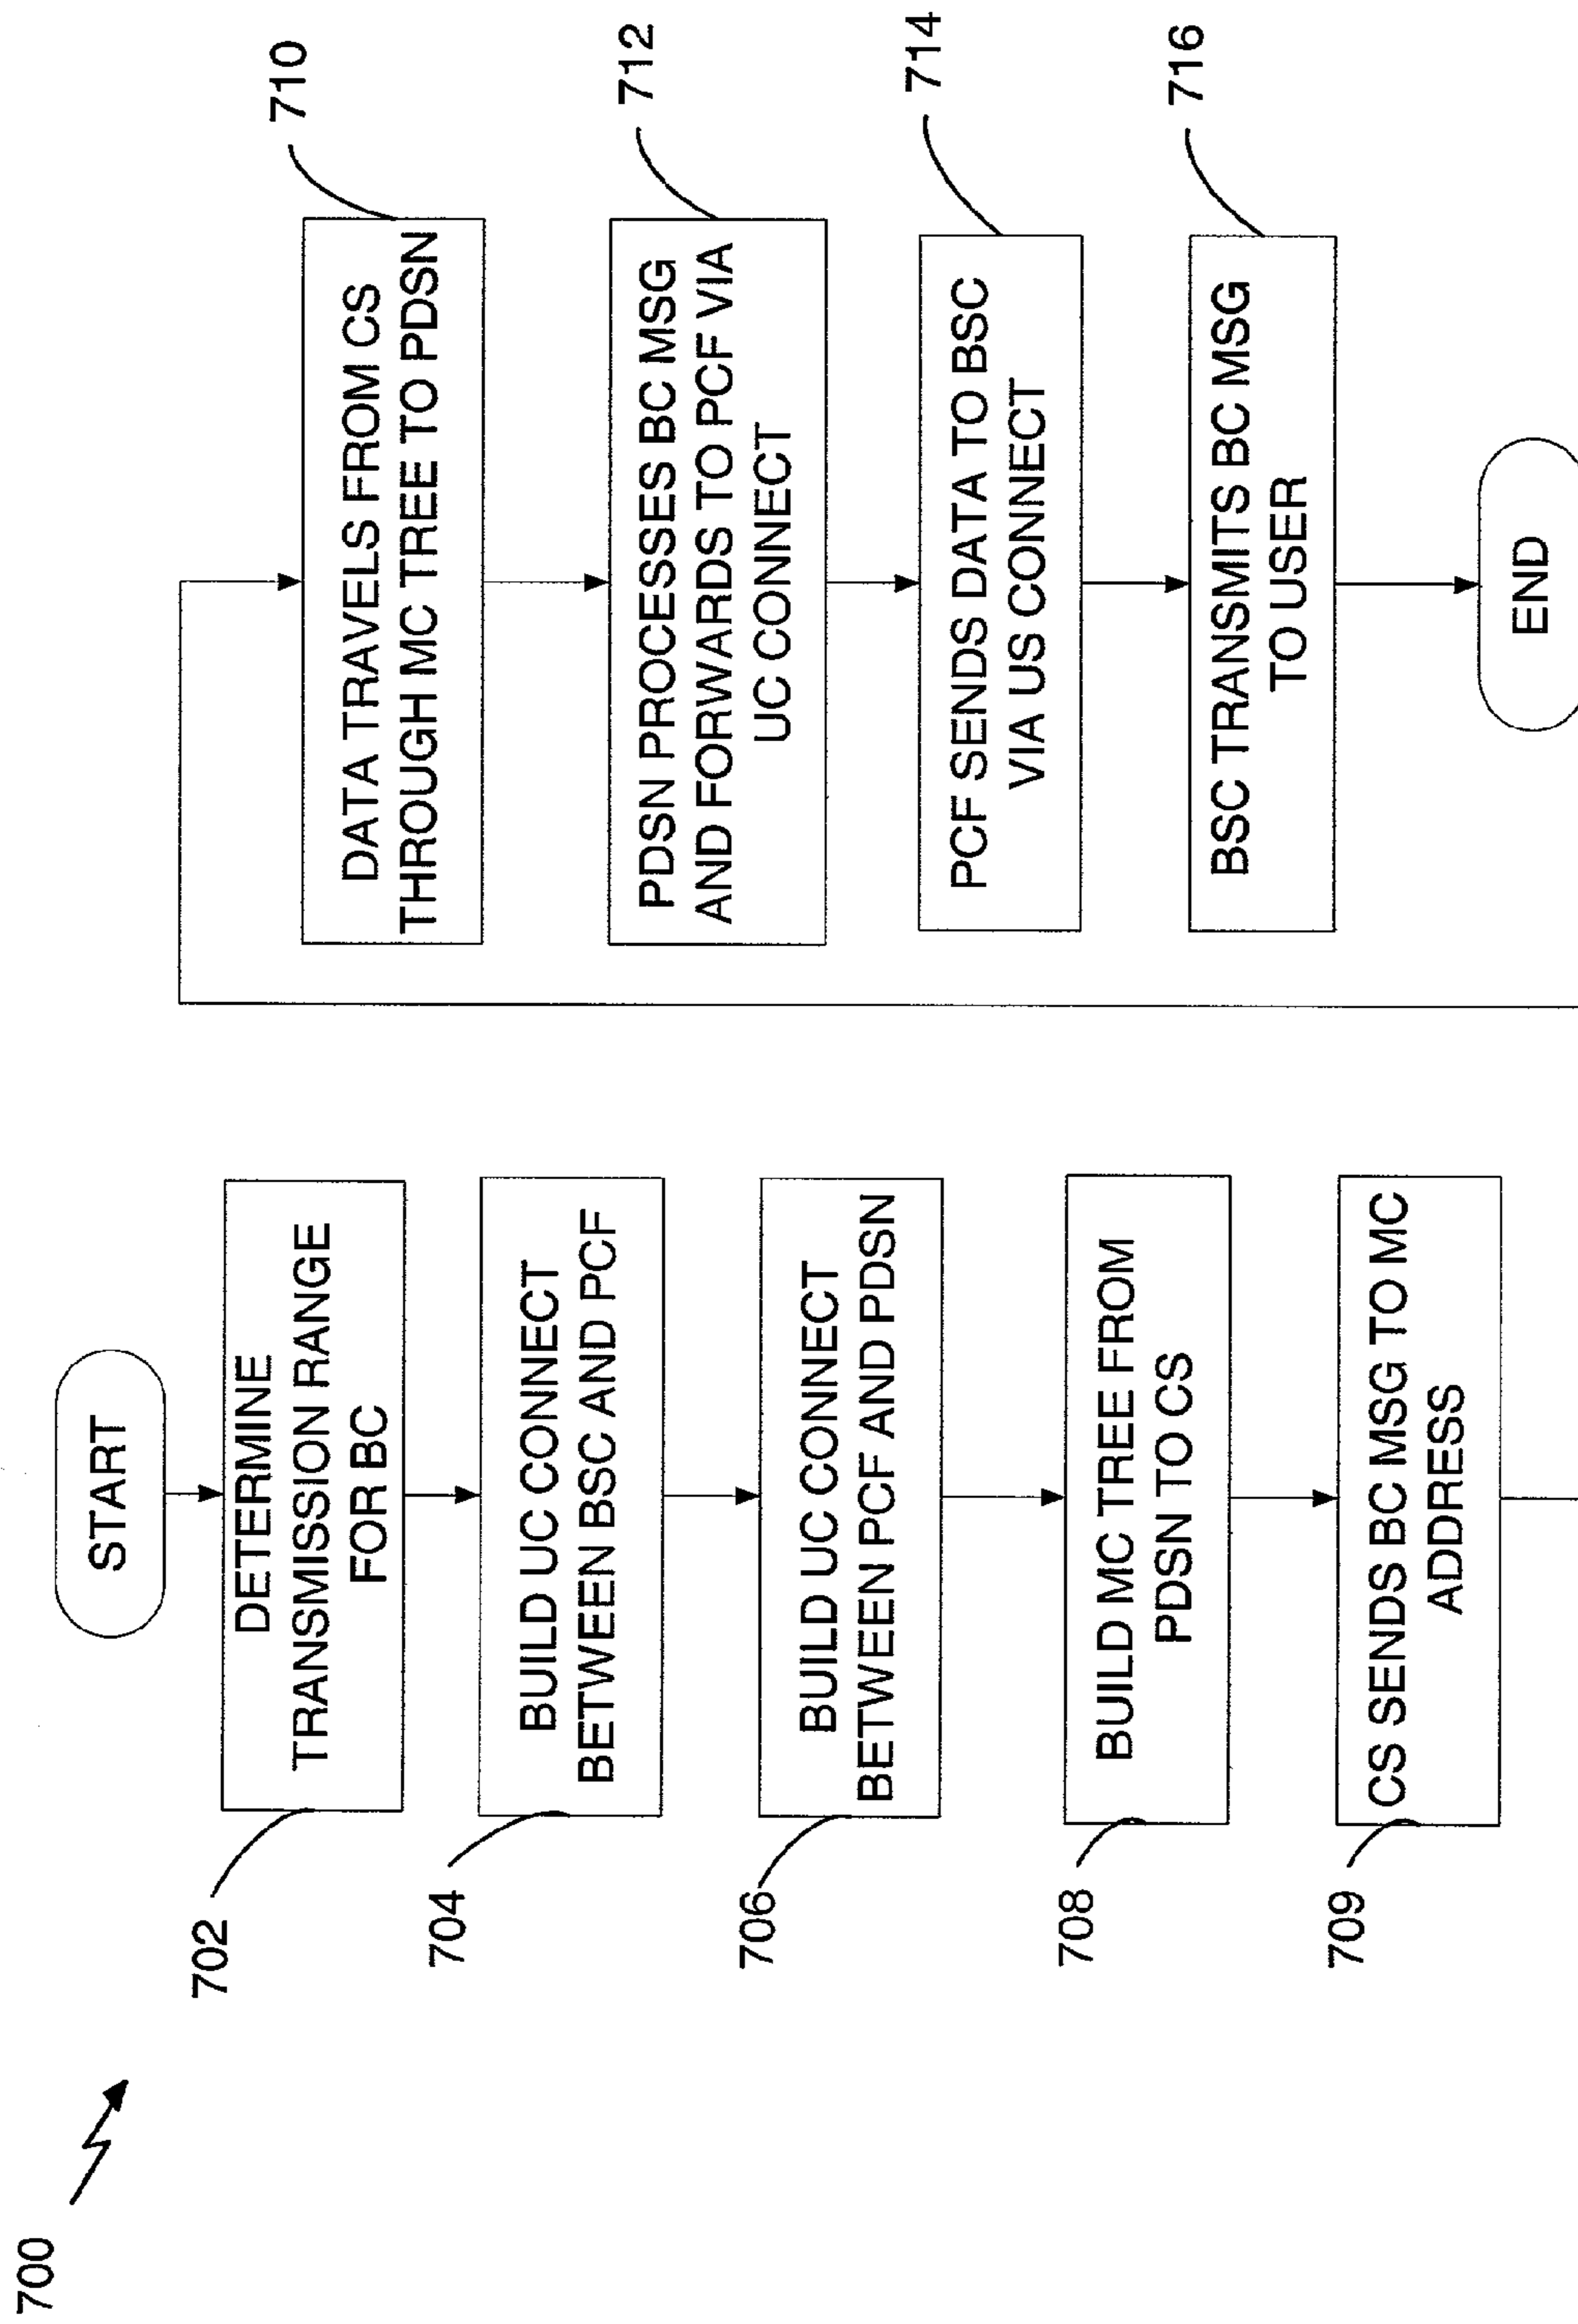 700
START
702
DETERMINE
TRANSMISSION RANGE
FOR BC
704
BUILD UC CONNECT
BETWEEN BSC AND PCF
706
BUILD UC CONNECT
BETWEEN PCF AND PDSN
708
BUILD MC TREE FROM
PDSN TO CS
709
CS SENDS BC MSG TO MC
ADDRESS
710
DATA TRAVELS FROM CS
THROUGH MC TREE TO PDSN
712
PDSN PROCESSES BC MSG
AND FORWARDS TO PCF VIA
UC CONNECT
714
PCF SENDS DATA TO BSC
VIA US CONNECT
716
BSC TRANSMITS BC MSG
TO USER
END